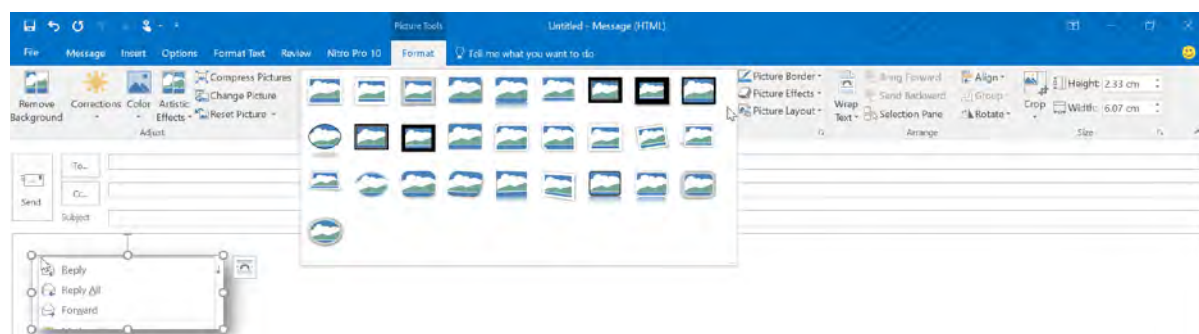 Picture Tools
Untitled - Message (HTML)
File Message Insert Options Format Text Review Nitro Pro 10 Format Tell me what you want to do
Remove Background
Corrections
Color
Artistic Effects
Compress Pictures
Change Picture
Reset Picture
Adjust
Picture Border
Picture Effects
Picture Layout
Wrap Text
Bring Forward
Send Backward
Selection Pane
Align
Group
Rotate
Arrange
Crop
Height: 2.33 cm
Width: 6.07 cm
Size
Send
To...
Cc...
Subject
Reply
Reply All
Forward